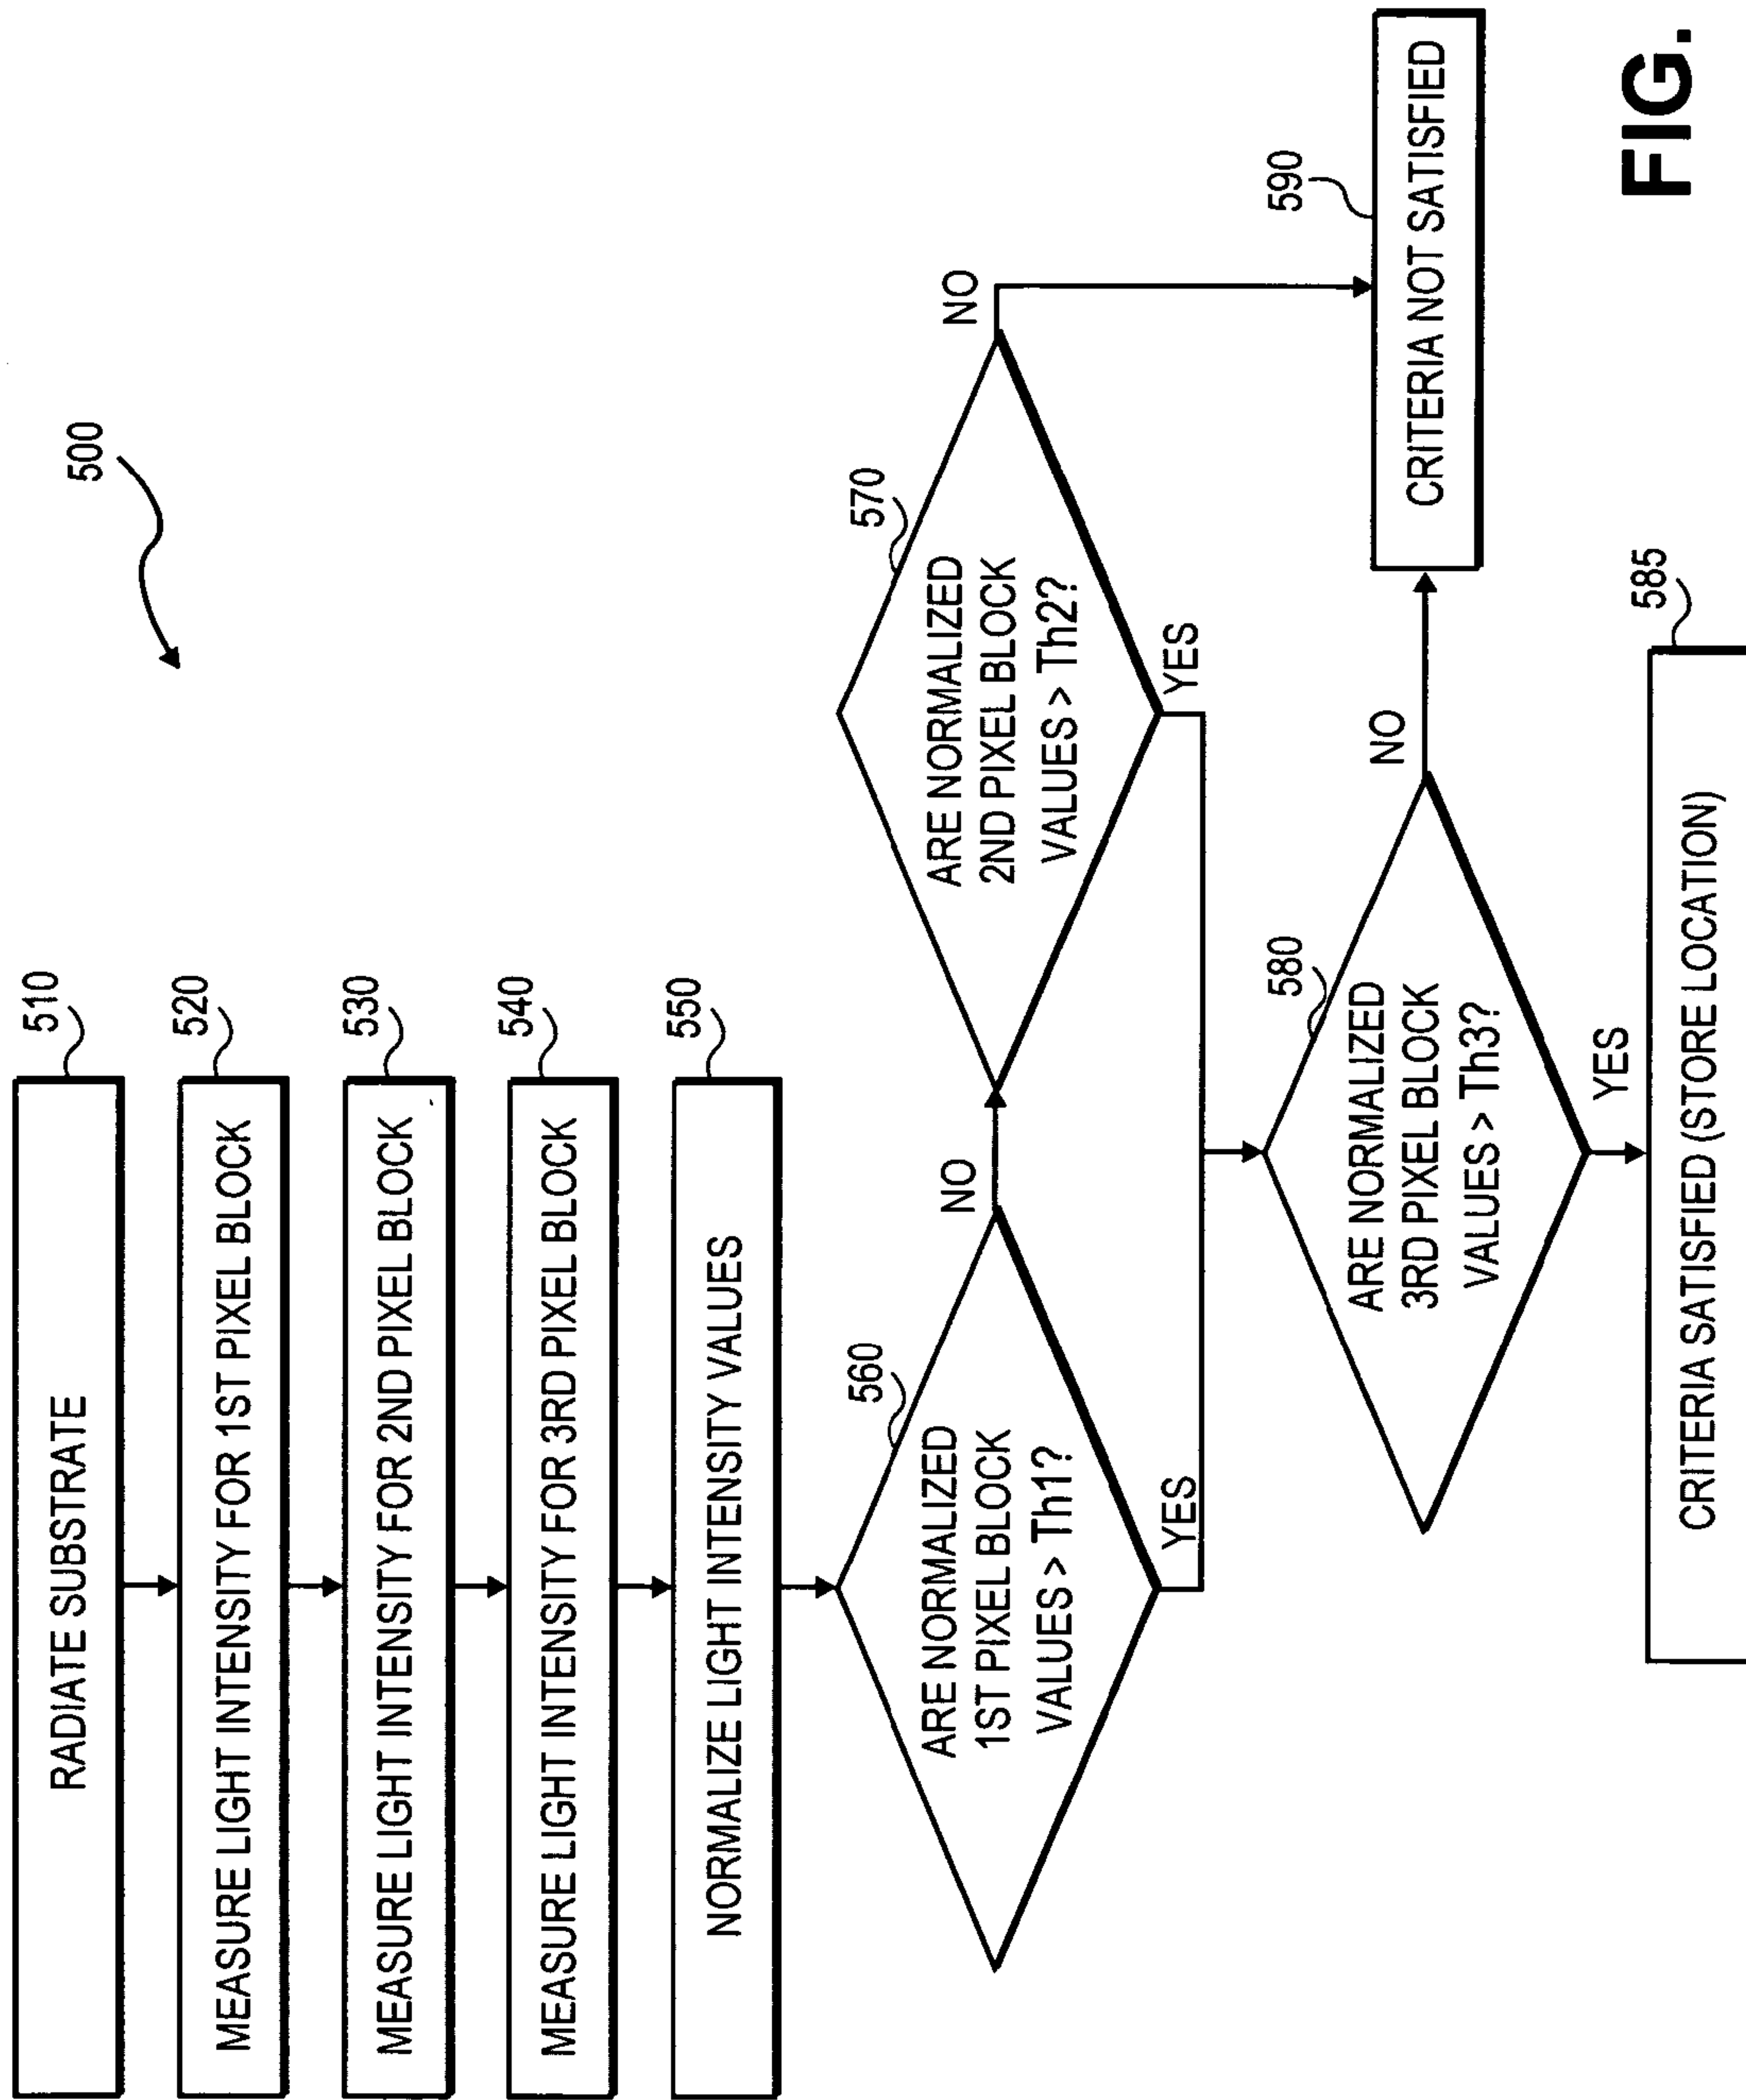 500
510
RADIATE SUBSTRATE
520
MEASURE LIGHT INTENSITY FOR 1ST PIXEL BLOCK
530
MEASURE LIGHT INTENSITY FOR 2ND PIXEL BLOCK
540
MEASURE LIGHT INTENSITY FOR 3RD PIXEL BLOCK
550
NORMALIZE LIGHT INTENSITY VALUES
560
ARE NORMALIZED
1ST PIXEL BLOCK
VALUES > Th1?
NO
YES
570
ARE NORMALIZED
2ND PIXEL BLOCK
VALUES > Th2?
NO
YES
580
ARE NORMALIZED
3RD PIXEL BLOCK
VALUES > Th3?
NO
YES
590
CRITERIA NOT SATISFIED
585
CRITERIA SATISFIED (STORE LOCATION)
FIG.